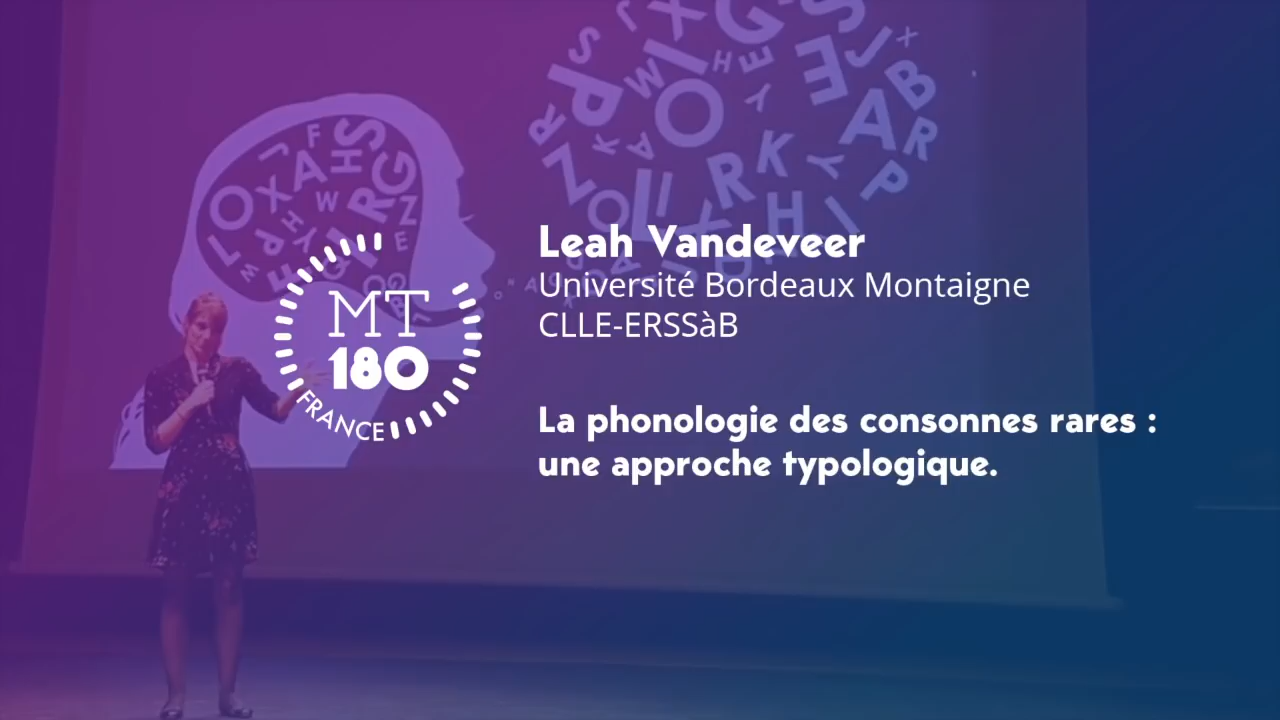 MT
180
FRANCE
Leah Vandeveer
Université Bordeaux Montaigne
CLLE-ERSSàB
La phonologie des consonnes rares :
une approche typologique.